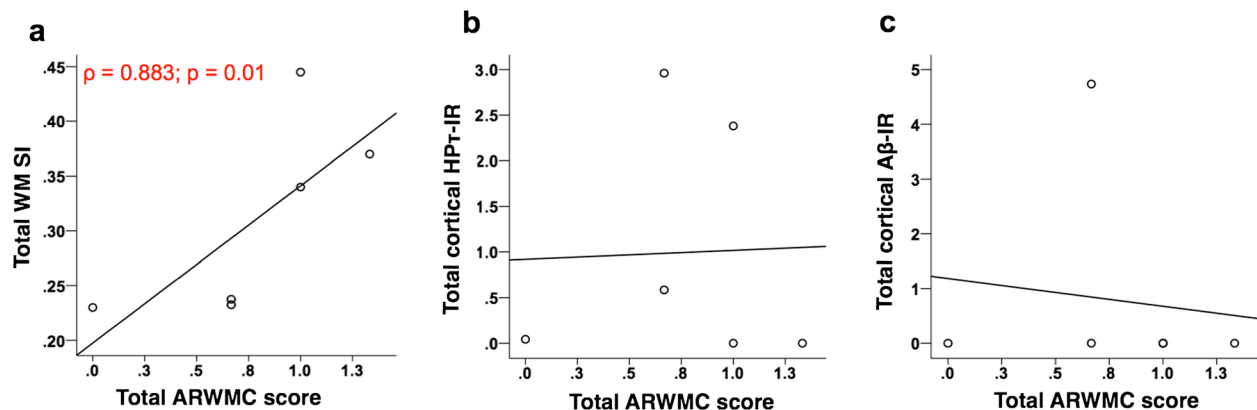 a
ρ = 0.883; p = 0.01
Total WM SI
.45
.40
.35
.30
.25
.20
.0 .3 .5 .8 1.0 1.3
Total ARWMC score
b
Total cortical HPτ-IR
3.0
2.5
2.0
1.5
1.0
.5
.0
.0 .3 .5 .8 1.0 1.3
Total ARWMC score
c
Total cortical Aβ-IR
5
4
3
2
1
0
.0 .3 .5 .8 1.0 1.3
Total ARWMC score